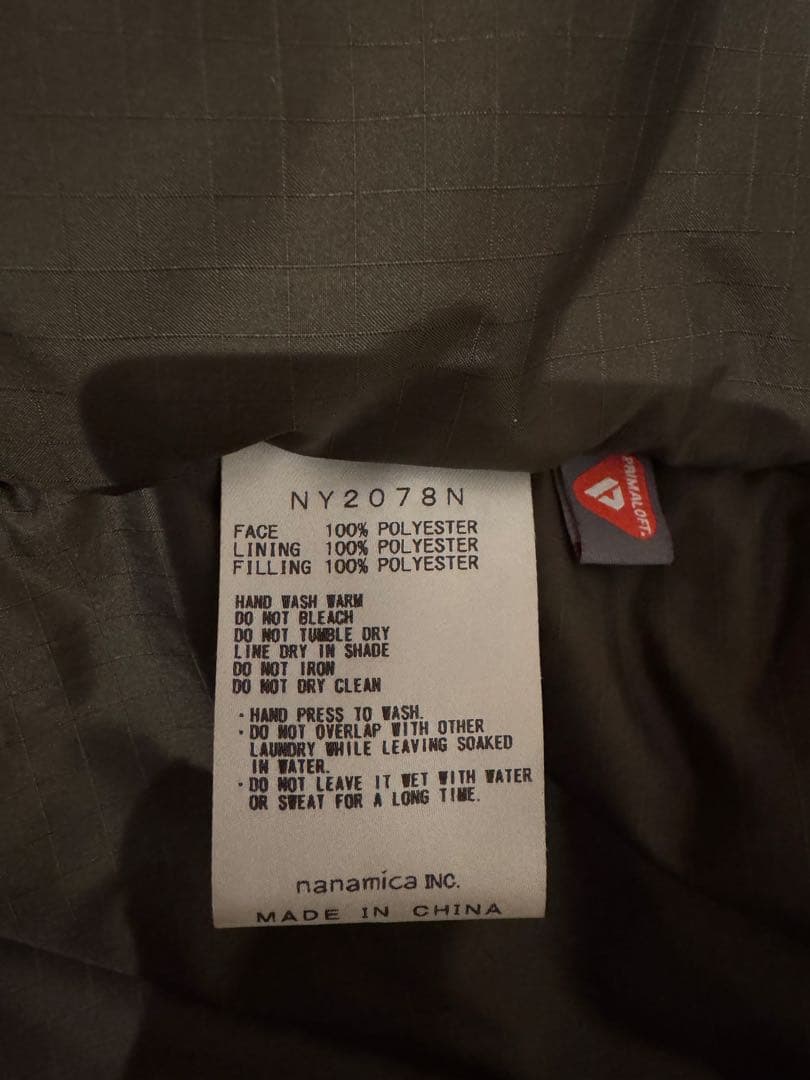 NY2078N
FACE 100% POLYESTER
LINING 100% POLYESTER
FILLING 100% POLYESTER
HAND WASH WARM
DO NOT BLEACH
DO NOT TUMBLE DRY
LINE DRY IN SHADE
DO NOT IRON
DO NOT DRY CLEAN
・HAND PRESS TO WASH.
・DO NOT OVERLAP WITH OTHER
LAUNDRY WHILE LEAVING SOAKED
IN WATER.
・DO NOT LEAVE IT WET WITH WATER
OR SWEAT FOR A LONG TIME.
nanamica INC.
MADE IN CHINA
PRIMALOFT